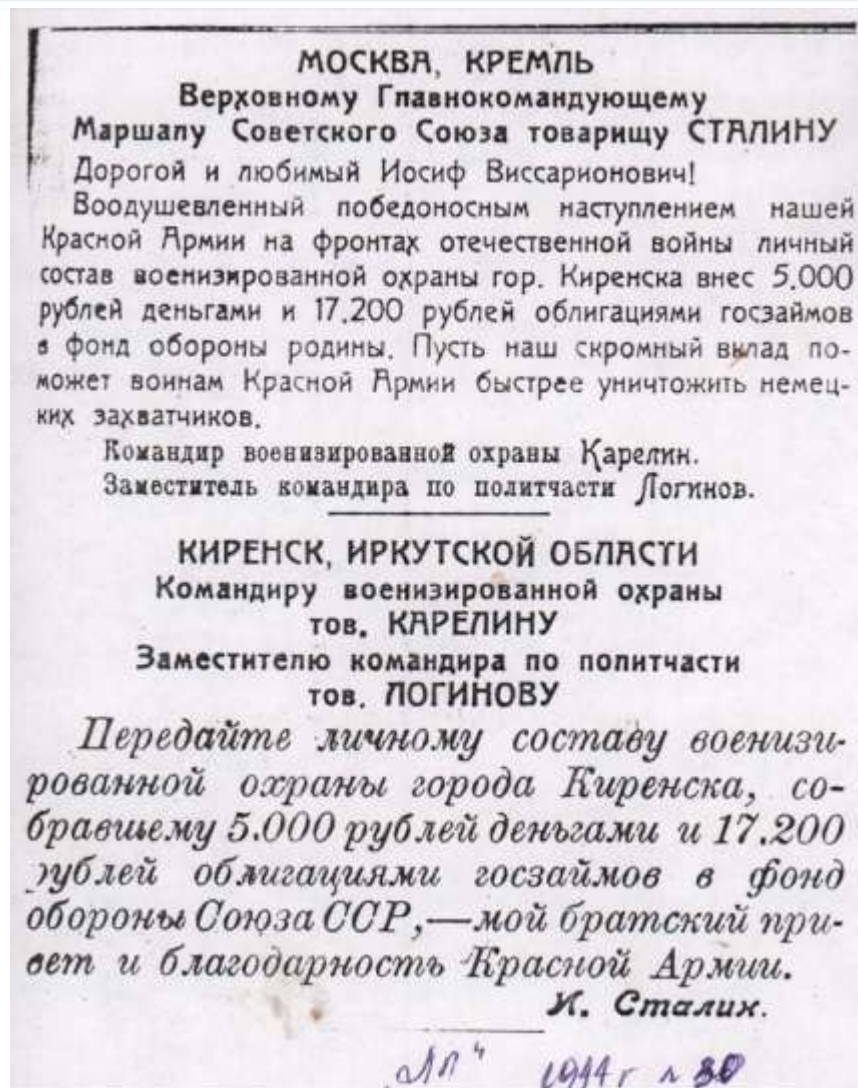 МОСКВА, КРЕМЛЬ
Верховному Главнокомандующему
Маршалу Советского Союза товарищу СТАЛИНУ
Дорогой и любимый Иосиф Виссарионович!
Воодушевленный победоносным наступлением нашей
Красной Армии на фронтах отечественной войны личный
состав военизированной охраны гор. Киренска внес 5.000
рублей деньгами и 17.200 рублей облигациями госзаймов
в фонд обороны родины. Пусть наш скромный вклад по-
может воинам Красной Армии быстрее уничтожить немец-
ких захватчиков.
Командир военизированной охраны Карелин.
Заместитель командира по политчасти Логинов.
КИРЕНСК, ИРКУТСКОЙ ОБЛАСТИ
Командиру военизированной охраны
тов. КАРЕЛИНУ
Заместителю командира по политчасти
тов. ЛОГИНОВУ
Передайте личному составу военизи-
рованной охраны города Киренска, со-
бравшему 5.000 рублей деньгами и 17.200
рублей облигациями госзаймов в фонд
обороны Союза ССР,—мой братский при-
вет и благодарность Красной Армии.
И. Сталин.
1944 г